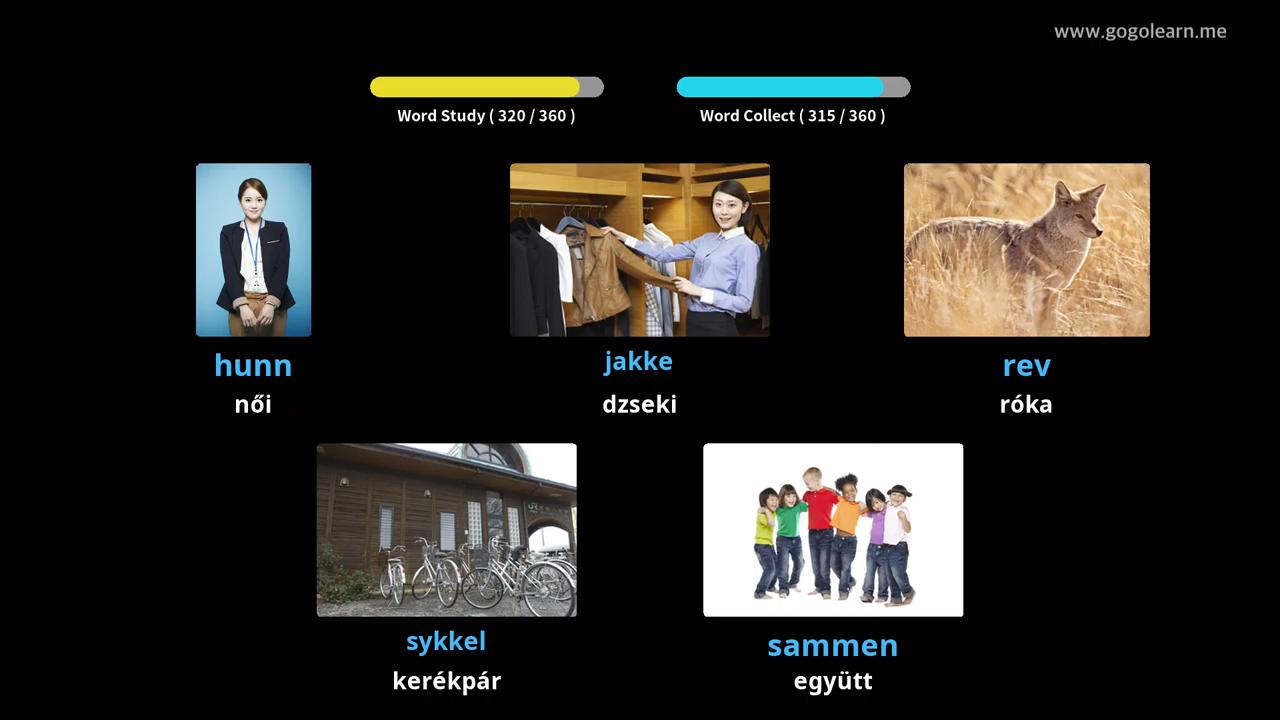 www.gogolearn.me
Word Study ( 320 / 360 )
Word Collect ( 315 / 360 )
hunn
női
jakke
dzseki
rev
róka
sykkel
kerékpár
sammen
együtt